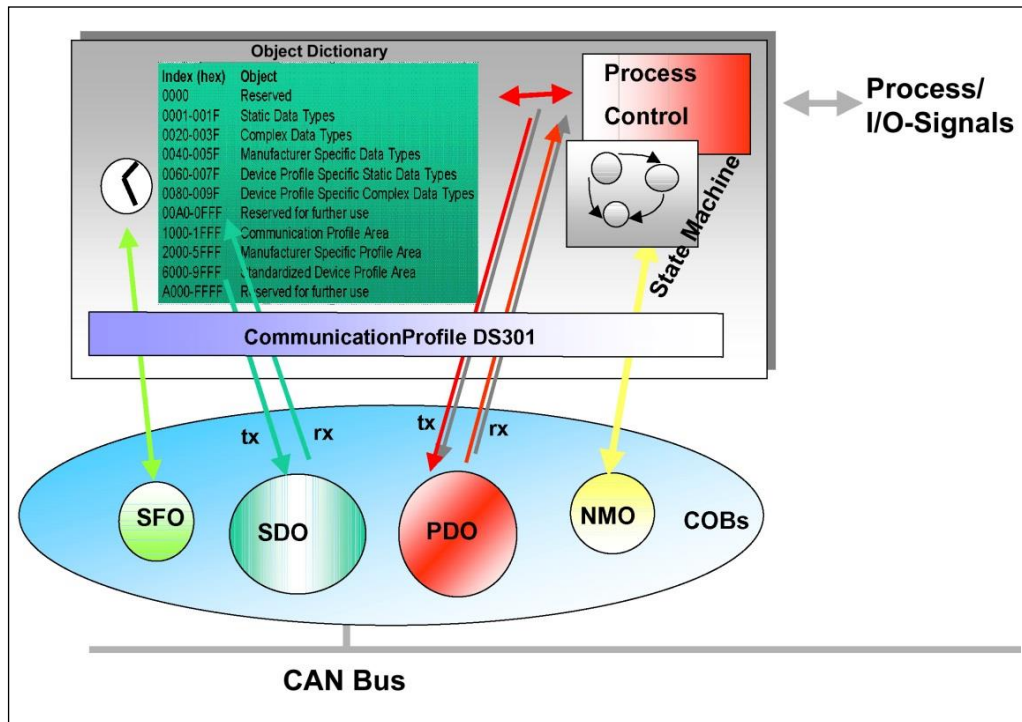 Object Dictionary
Index (hex) Object
0000 Reserved
0001-001F Static Data Types
0020-003F Complex Data Types
0040-005F Manufacturer Specific Data Types
0060-007F Device Profile Specific Static Data Types
0080-009F Device Profile Specific Complex Data Types
00A0-0FFF Reserved for further use
1000-1FFF Communication Profile Area
2000-5FFF Manufacturer Specific Profile Area
6000-9FFF Standardized Device Profile Area
A000-FFFF Reserved for further use
Process
Control
State Machine
Process/
I/O-Signals
CommunicationProfile DS301
tx rx tx rx
SFO SDO PDO NMO COBs
CAN Bus